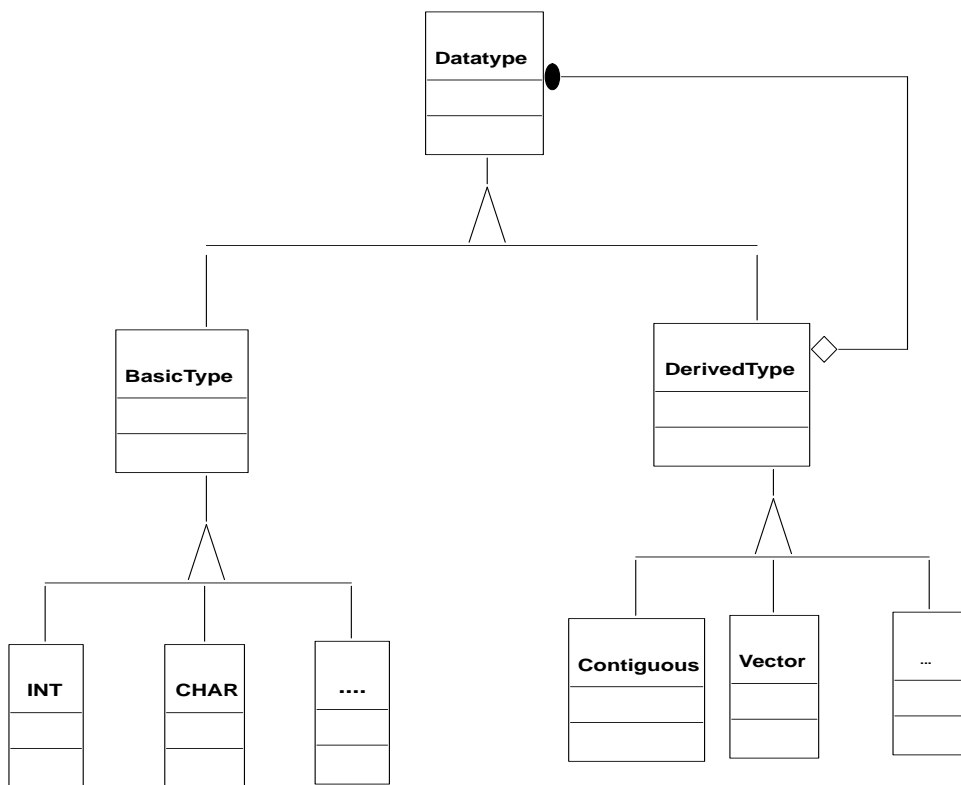 Datatype
BasicType
DerivedType
INT
CHAR
....
Contiguous
Vector
...